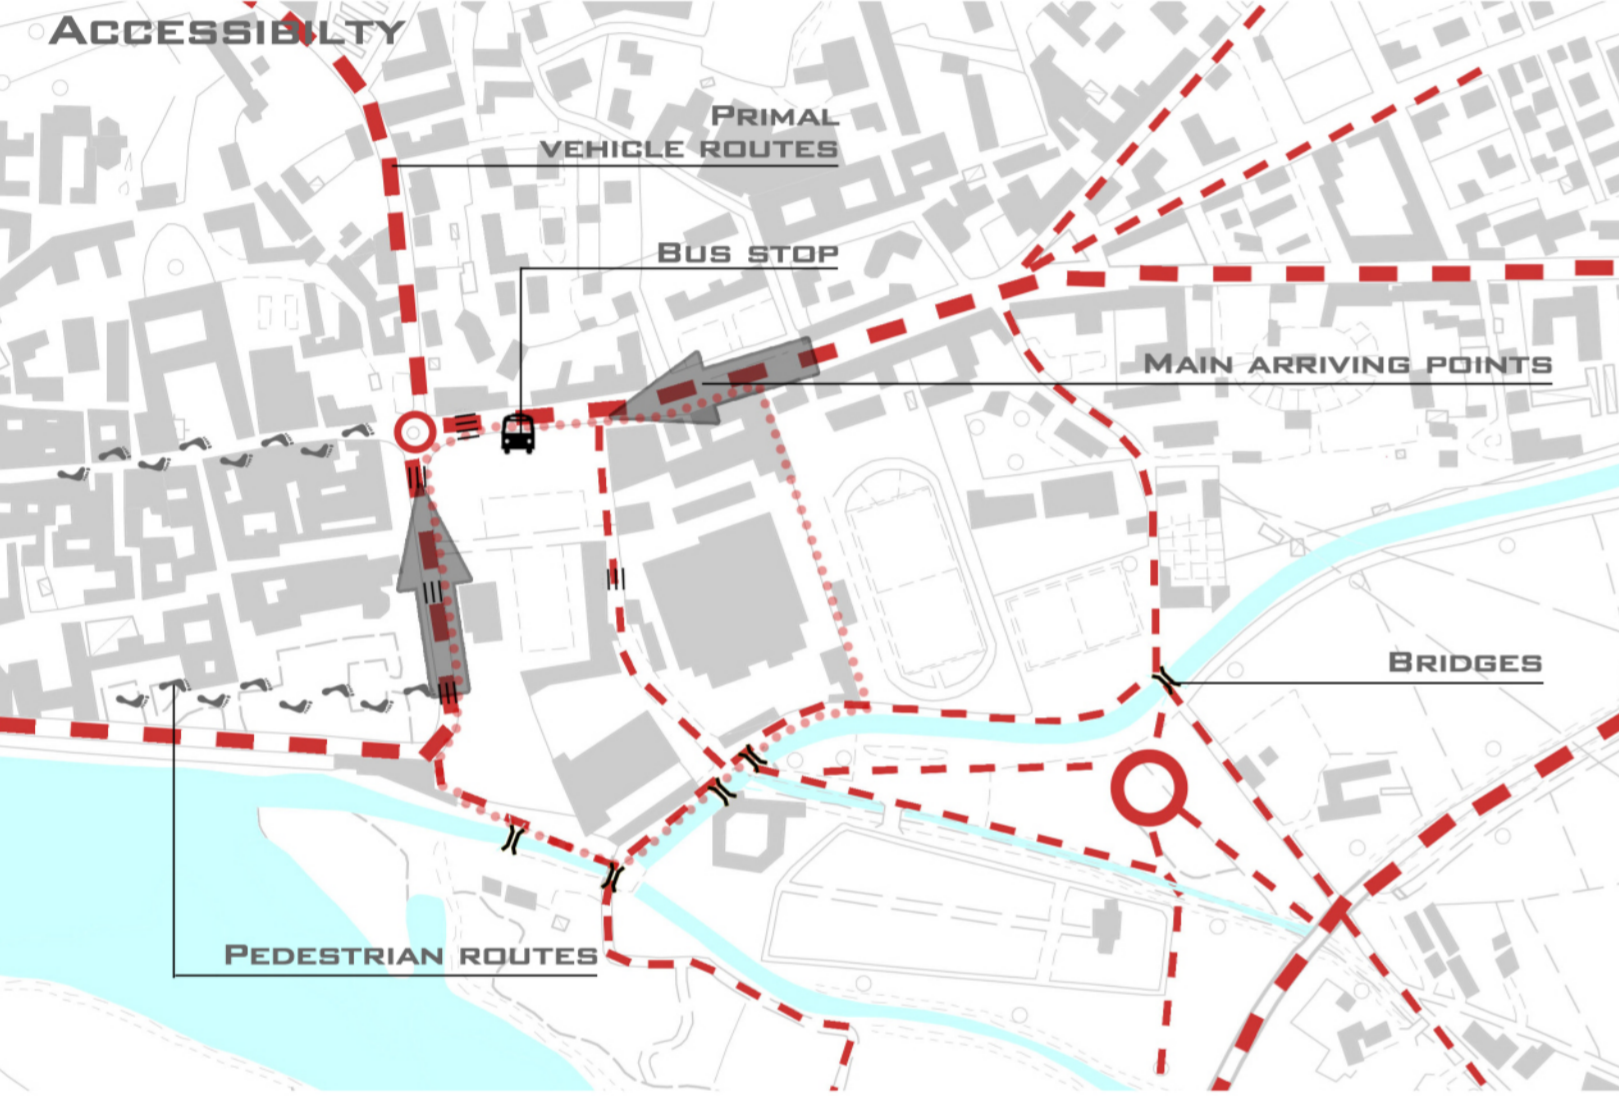 ACCESSIBILTY
PRIMAL
VEHICLE ROUTES
BUS STOP
MAIN ARRIVING POINTS
BRIDGES
PEDESTRIAN ROUTES